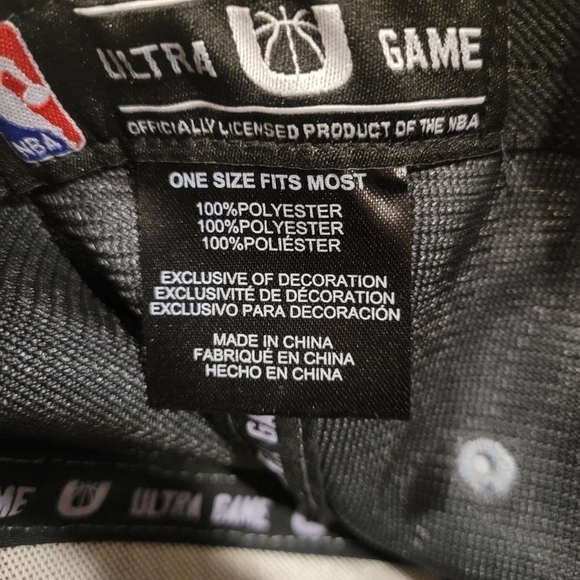 ULTRA U GAME
NBA
OFFICIALLY LICENSED PRODUCT OF THE NBA
ONE SIZE FITS MOST
100%POLYESTER
100%POLYESTER
100%POLIÉSTER
EXCLUSIVE OF DECORATION
EXCLUSIVITÉ DE DÉCORATION
EXCLUSIVO PARA DECORACIÓN
MADE IN CHINA
FABRIQUÉ EN CHINA
HECHO EN CHINA
GA
ME U ULTRA GAME